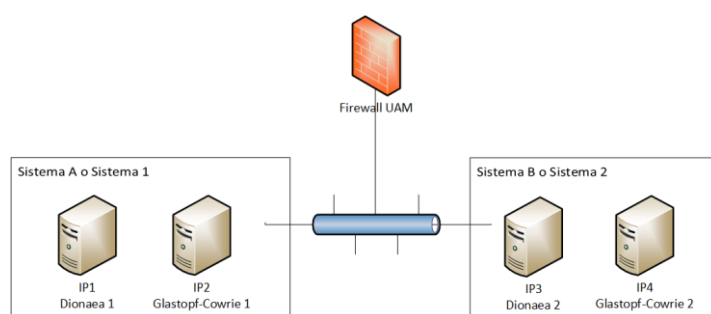 Firewall UAM
Sistema A o Sistema 1
IP1
Dionaea 1
IP2
Glastopf-Cowrie 1
Sistema B o Sistema 2
IP3
Dionaea 2
IP4
Glastopf-Cowrie 2